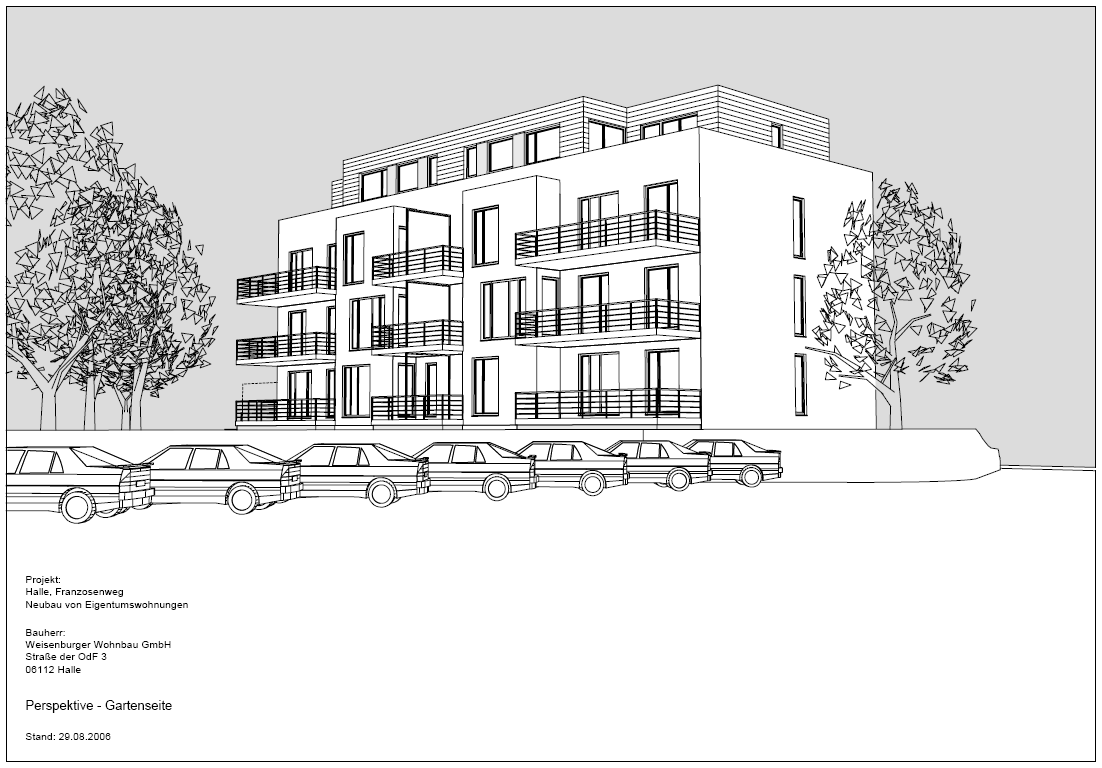 Projekt:
Halle, Franzosenweg
Neubau von Eigentumswohnungen
Bauherr:
Weisenburger Wohnbau GmbH
Straße der OdF 3
06112 Halle
Perspektive - Gartenseite
Stand: 29.08.2006